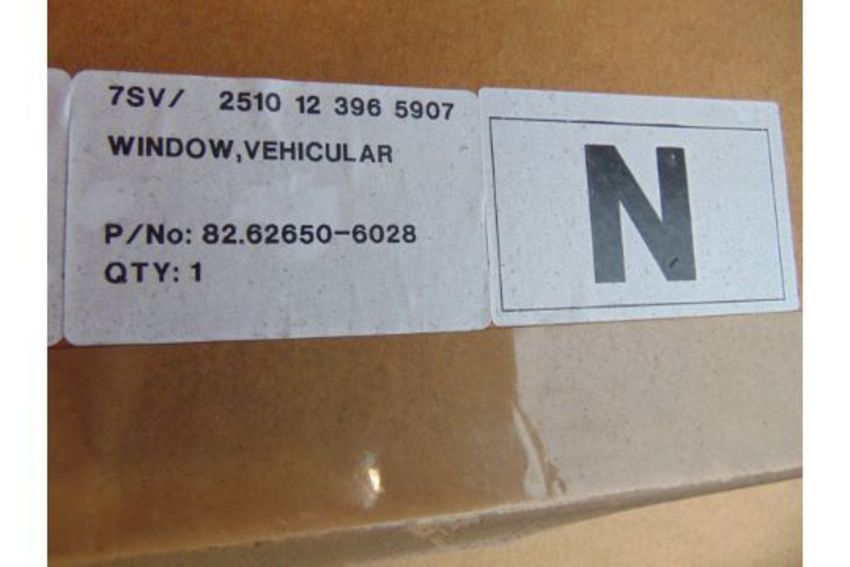 7SV/ 2510 12 396 5907
WINDOW,VEHICULAR
P/No: 82.62650-6028
QTY: 1
N